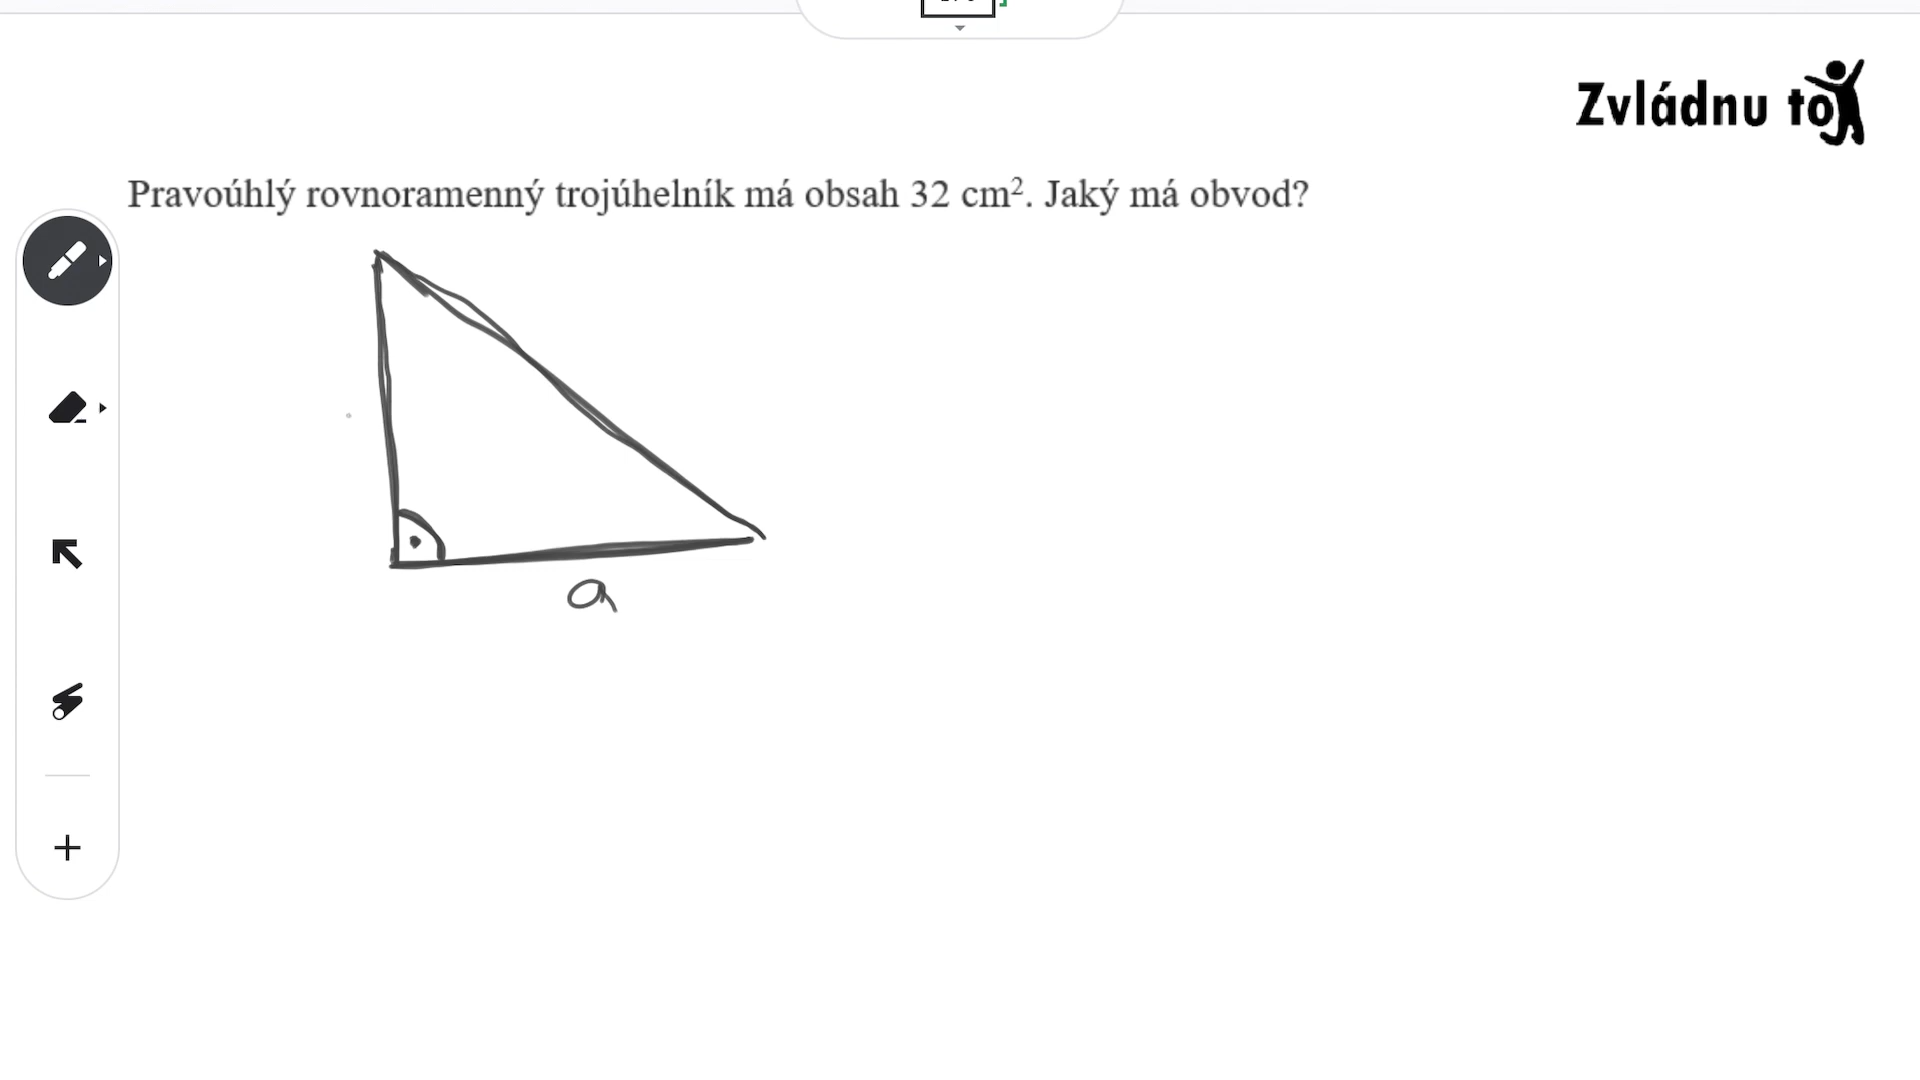 Zvládnu to
Pravoúhlý rovnoramenný trojúhelník má obsah 32 cm². Jaký má obvod?
a